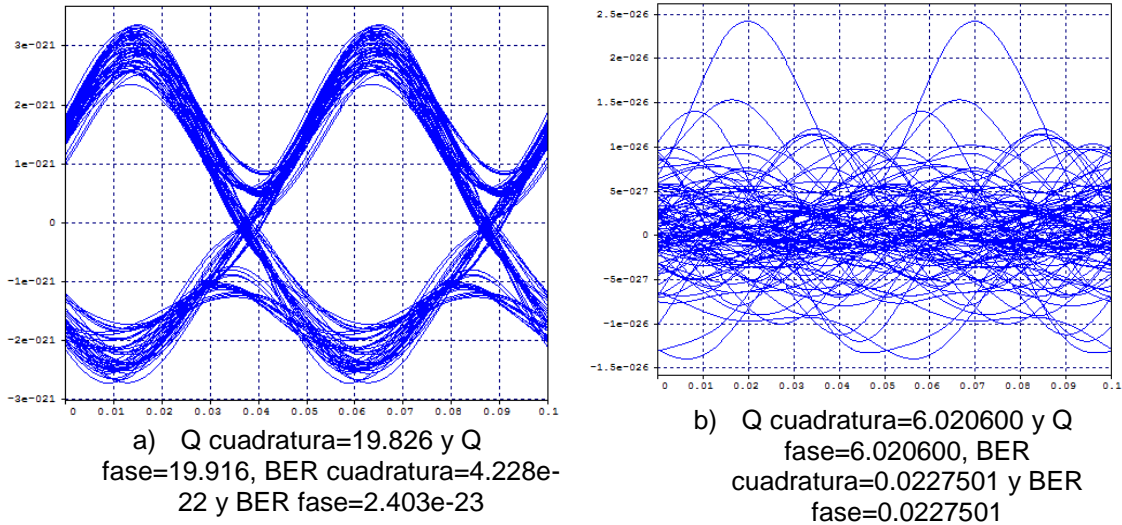 3e-021
2e-021
1e-021
0
-1e-021
-2e-021
-3e-021
0 0.01 0.02 0.03 0.04 0.05 0.06 0.07 0.08 0.09 0.1
a) Q cuadratura=19.826 y Q
fase=19.916, BER cuadratura=4.228e-
22 y BER fase=2.403e-23
2.5e-026
2e-026
1.5e-026
1e-026
5e-027
0
-5e-027
-1e-026
-1.5e-026
0 0.01 0.02 0.03 0.04 0.05 0.06 0.07 0.08 0.09 0.1
b) Q cuadratura=6.020600 y Q
fase=6.020600, BER
cuadratura=0.0227501 y BER
fase=0.0227501